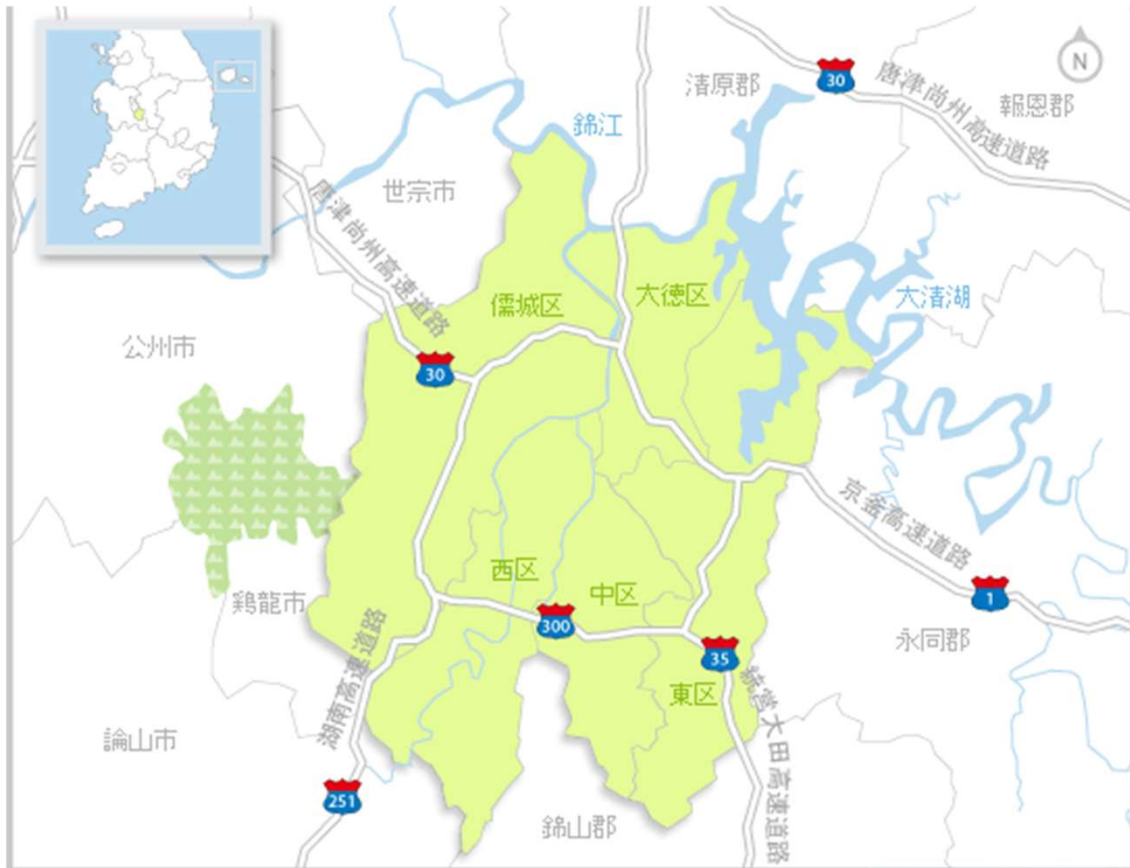 N
清原郡
30
唐津尚州高速道路
報恩郡
錦江
世宗市
唐津尚州高速道路
儒城区
大徳区
大清湖
公州市
30
京釜高速道路
西区
中区
1
鶏龍市
300
永同郡
35
湖南高速道路
東区
統営大田高速道路
論山市
251
錦山郡